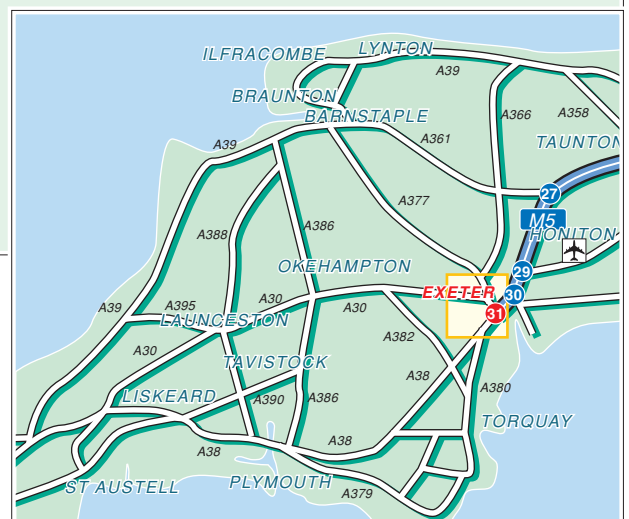 ILFRACOMBE
LYNTON
A39
BRAUNTON
A366
A358
BARNSTAPLE
A39
A361
TAUNTON
A377
27
M5
A388
A386
HONITON
OKEHAMPTON
29
EXETER
30
A39
A395
A30
A30
31
LAUNCESTON
A382
A30
TAVISTOCK
A38
A380
LISKEARD
A390
A386
TORQUAY
A38
A38
ST AUSTELL
PLYMOUTH
A379